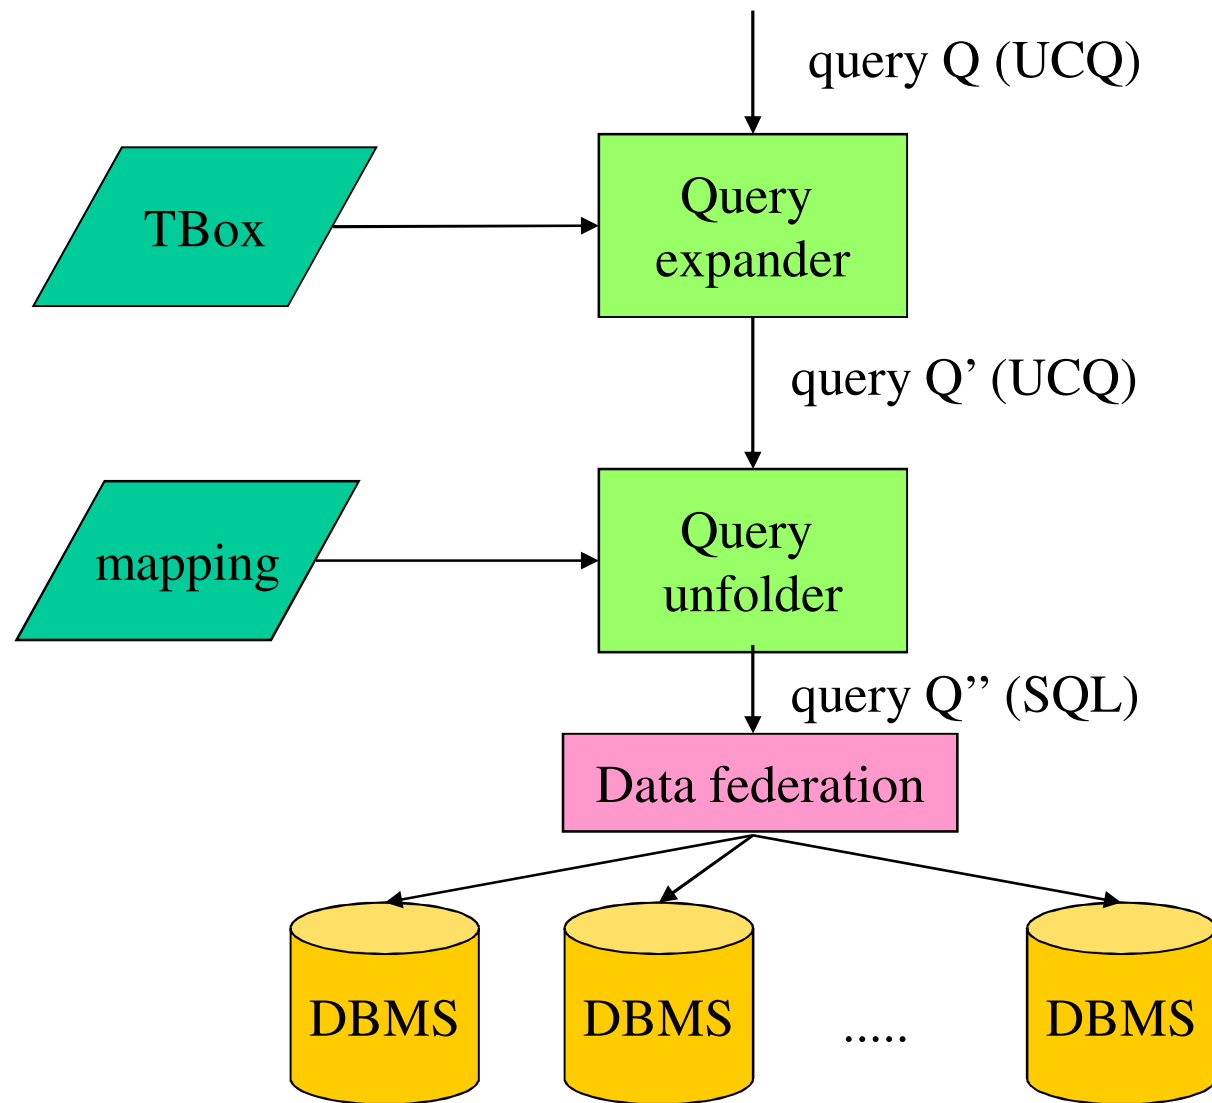 query Q (UCQ)
TBox
Query
expander
query Q’ (UCQ)
mapping
Query
unfolder
query Q’’ (SQL)
Data federation
DBMS
DBMS
.....
DBMS